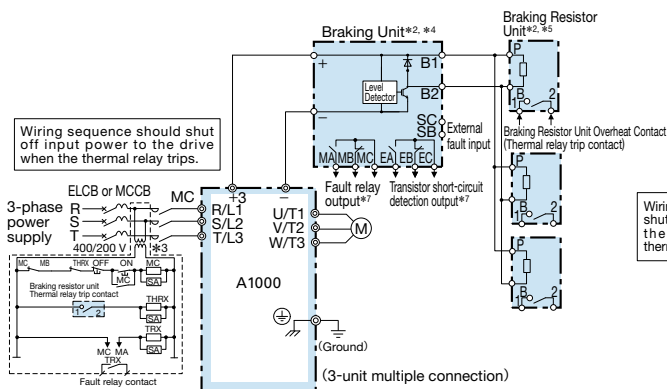 Braking Unit*2, *4
Braking Resistor
Unit*2, *5
P
+
B1
Level
Detector
B2
B
1 2
−
SC
SB
External
fault input
Braking Resistor Unit Overheat Contact
(Thermal relay trip contact)
MA MB MC EA EB EC
Wiring sequence should shut
off input power to the drive
when the thermal relay trips.
Fault relay
output*7
Transistor short-circuit
detection output*7
P
B
1 2
ELCB or MCCB
MC
+3 −
3-phase
power
supply
R
S
T
R/L1
S/L2
T/L3
U/T1
V/T2
W/T3
M
Wirin
shut
the
therm
P
B
1 2
400/200 V
*3
A1000
MC MB THRX OFF ON MC
MC
SA
Braking resistor unit
Thermal relay trip contact
1 2
THRX
SA
TRX
SA
MC MA
TRX
Fault relay contact
(Ground)
(3-unit multiple connection)